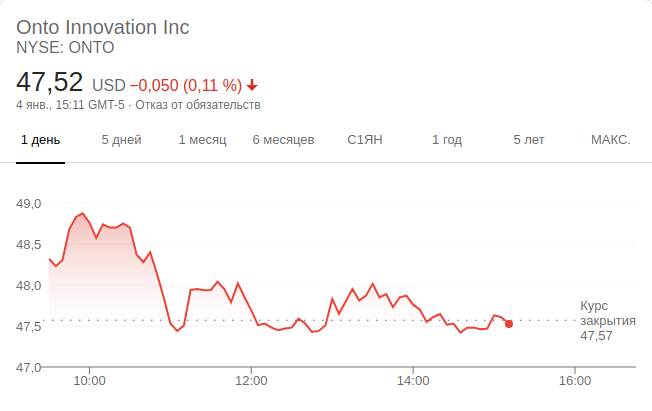 Onto Innovation Inc
NYSE: ONTO
47,52 USD −0,050 (0,11 %)
4 янв., 15:11 GMT-5 · Отказ от обязательств
1 день 5 дней 1 месяц 6 месяцев С1ЯН 1 год 5 лет МАКС.
49,0
48,5
48,0
47,5
47,0
Курс
закрытия
47,57
10:00 12:00 14:00 16:00